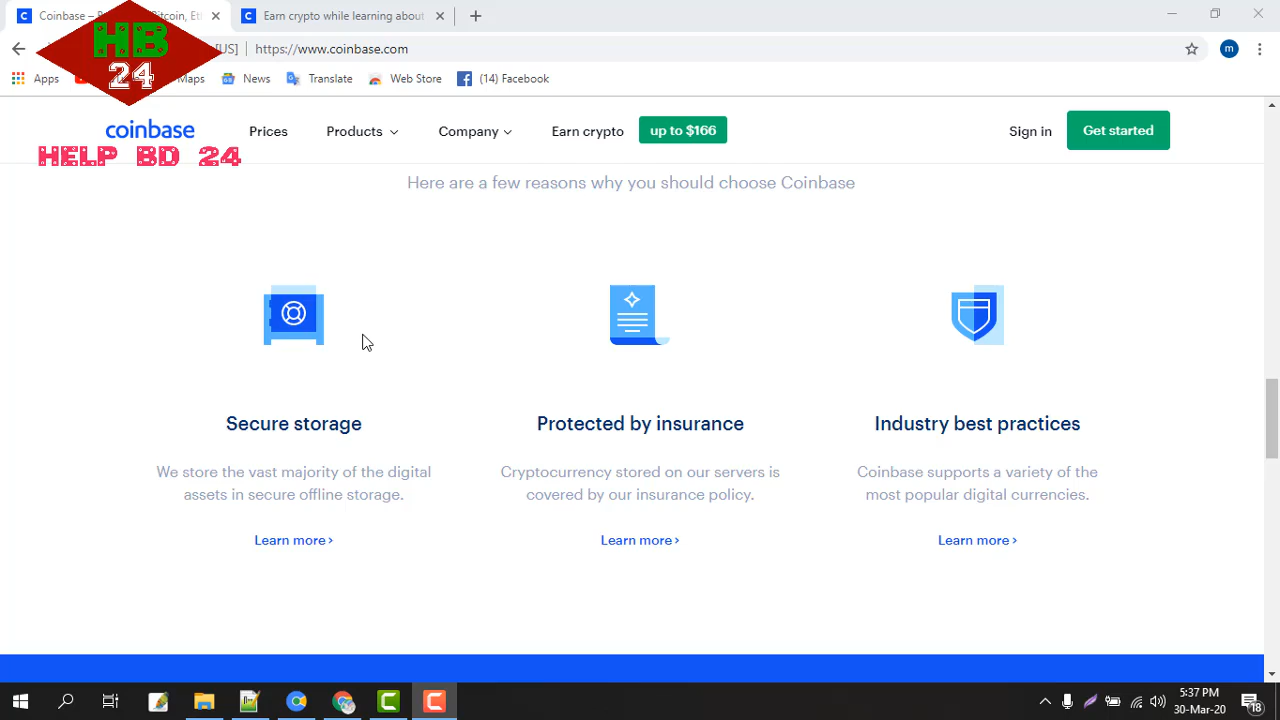 Coinbase –
Bitcoin, Et
Earn crypto while learning about
[US]
https://www.coinbase.com
m
Apps
Maps
News
Translate
Web Store
(14) Facebook
HB
24
HELP BD 24
coinbase
Prices
Products
Company
Earn crypto
up to $166
Sign in
Get started
Here are a few reasons why you should choose Coinbase
Secure storage
We store the vast majority of the digital
assets in secure offline storage.
Learn more ›
Protected by insurance
Cryptocurrency stored on our servers is
covered by our insurance policy.
Learn more ›
Industry best practices
Coinbase supports a variety of the
most popular digital currencies.
Learn more ›
5:37 PM
30-Mar-20
18